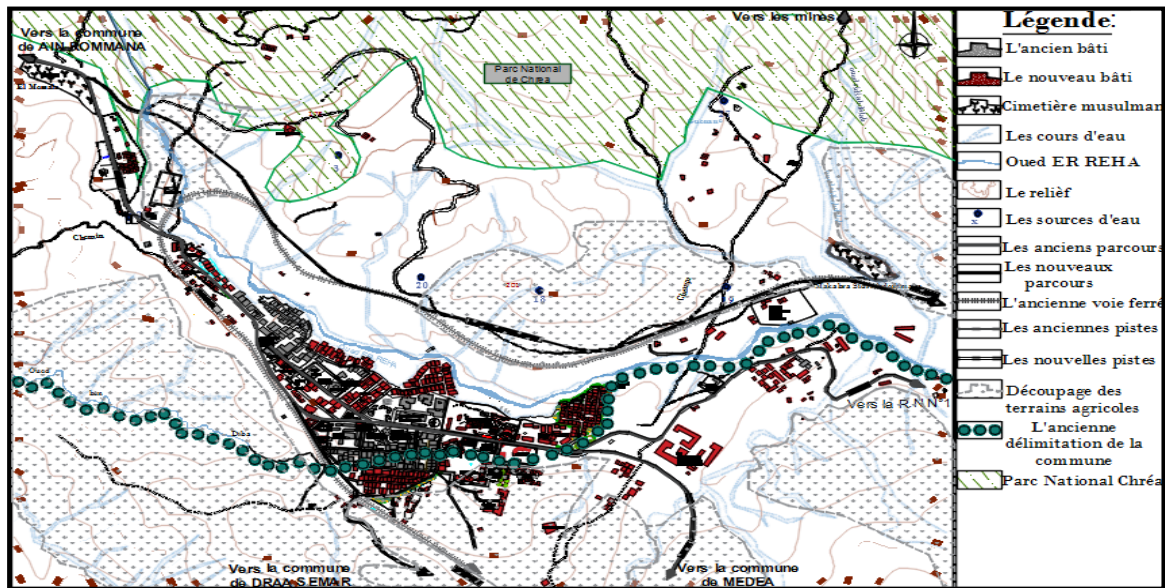 Vers la commune
de AIN ROMMANA
Vers les mines
Parc National
de Chréa
Chemin
20
18
Vers la R N N°1
Oued
Vers la commune
de DRAA SEMAR
Vers la commune
de MEDEA
Légende:
L'ancien bâti
Le nouveau bâti
Cimetière musulman
Les cours d'eau
Oued ER REHA
Le relièf
x
Les sources d'eau
Les anciens parcours
Les nouveaux
parcours
L'ancienne voie ferré
Les anciennes pistes
Les nouvelles pistes
Découpage des
terrains agricoles
L'ancienne
délimitation de la
commune
Parc National Chréa